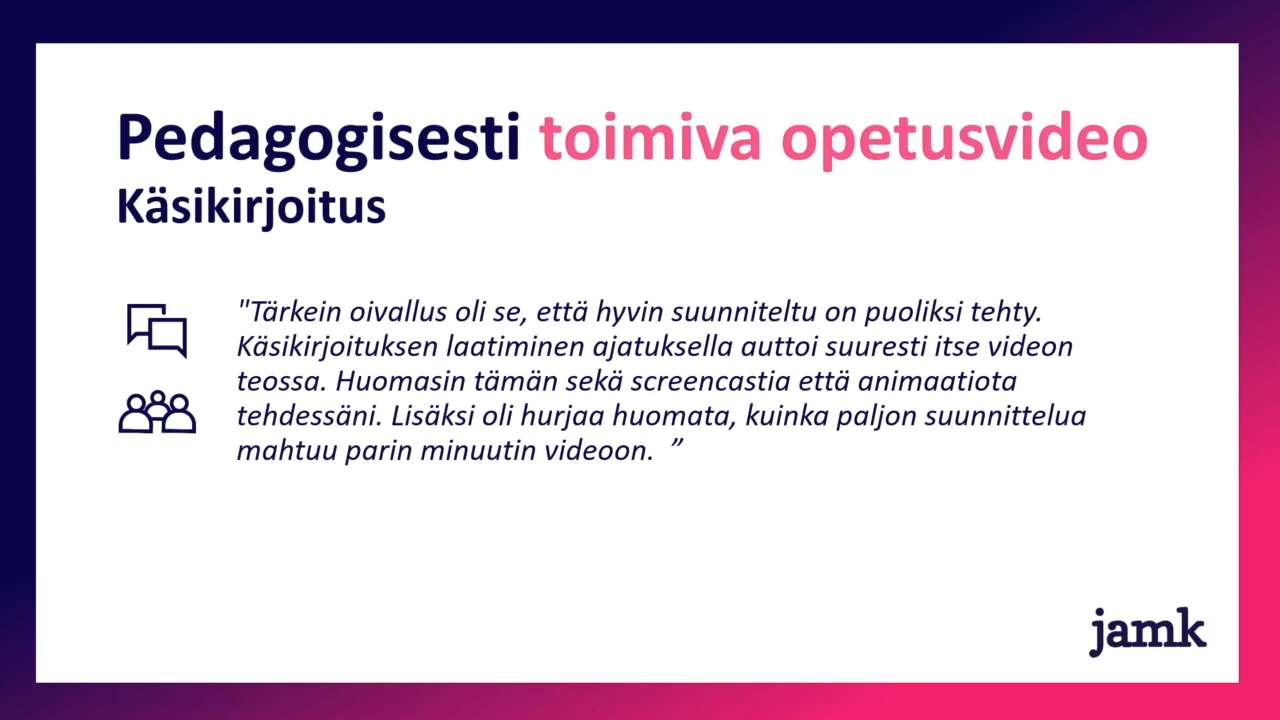 Pedagogisesti toimiva opetusvideo
Käsikirjoitus
"Tärkein oivallus oli se, että hyvin suunniteltu on puoliksi tehty.
Käsikirjoituksen laatiminen ajatuksella auttoi suuresti itse videon
teossa. Huomasin tämän sekä screencastia että animaatiota
tehdessäni. Lisäksi oli hurjaa huomata, kuinka paljon suunnittelua
mahtuu parin minuutin videoon.  ”
jamk